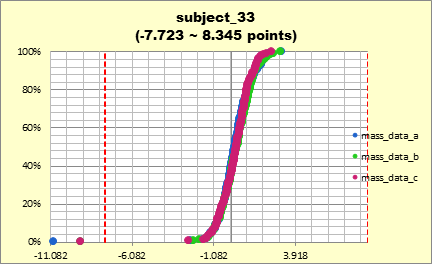 subject_33
(-7.723 ~ 8.345 points)
100%
80%
60%
40%
20%
0%
mass_data_a
mass_data_b
mass_data_c
-11.082
-6.082
-1.082
3.918